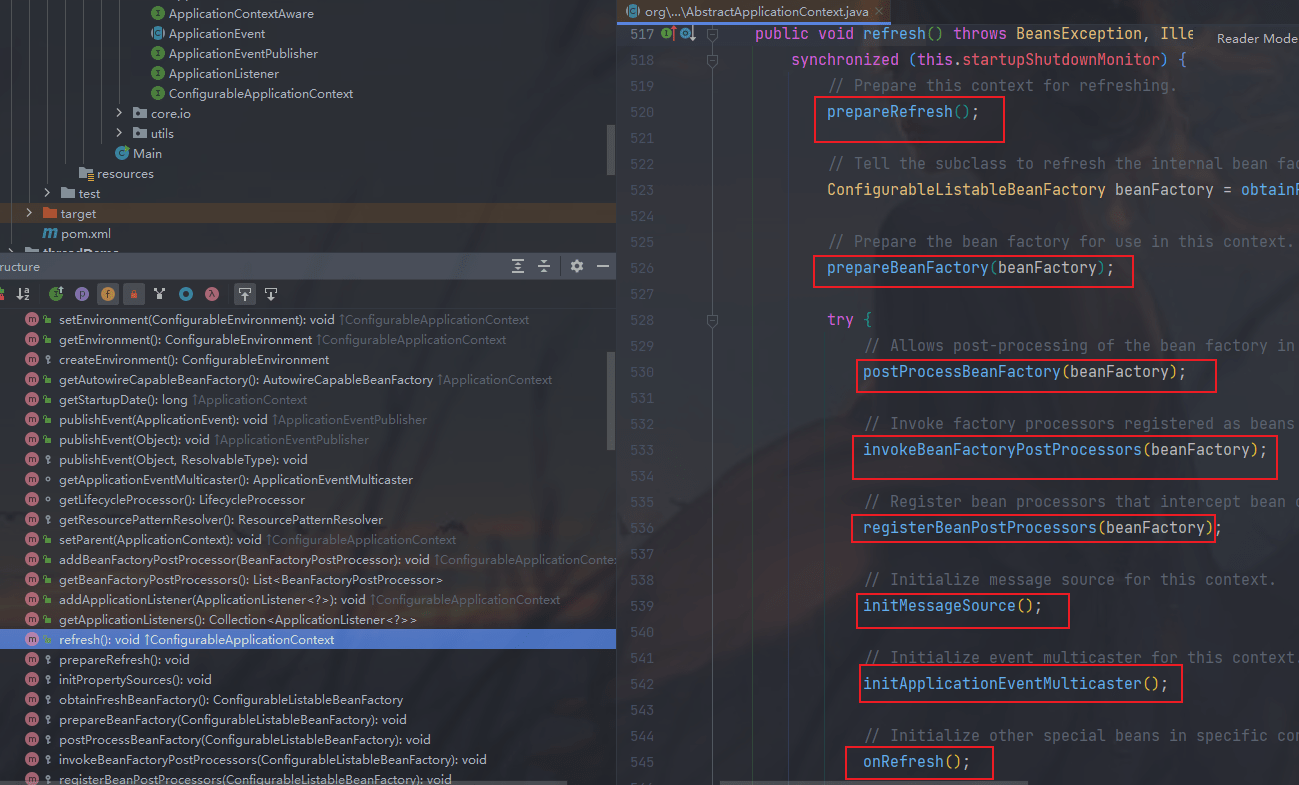 ApplicationContextAware
ApplicationEvent
ApplicationEventPublisher
ApplicationListener
ConfigurableApplicationContext
core.io
utils
Main
resources
test
target
pom.xml
ructure
setEnvironment(ConfigurableEnvironment): void ↑ConfigurableApplicationContext
getEnvironment(): ConfigurableEnvironment ↑ConfigurableApplicationContext
createEnvironment(): ConfigurableEnvironment
getAutowireCapableBeanFactory(): AutowireCapableBeanFactory ↑ApplicationContext
getStartupDate(): long ↑ApplicationContext
publishEvent(ApplicationEvent): void ↑ApplicationEventPublisher
publishEvent(Object): void ↑ApplicationEventPublisher
publishEvent(Object, ResolvableType): void
getApplicationEventMulticaster(): ApplicationEventMulticaster
getLifecycleProcessor(): LifecycleProcessor
getResourcePatternResolver(): ResourcePatternResolver
setParent(ApplicationContext): void ↑ConfigurableApplicationContext
addBeanFactoryPostProcessor(BeanFactoryPostProcessor): void ↑ConfigurableApplicationConte
getBeanFactoryPostProcessors(): List<BeanFactoryPostProcessor>
addApplicationListener(ApplicationListener<?>): void ↑ConfigurableApplicationContext
getApplicationListeners(): Collection<ApplicationListener<?>>
refresh(): void ↑ConfigurableApplicationContext
prepareRefresh(): void
initPropertySources(): void
obtainFreshBeanFactory(): ConfigurableListableBeanFactory
prepareBeanFactory(ConfigurableListableBeanFactory): void
postProcessBeanFactory(ConfigurableListableBeanFactory): void
invokeBeanFactoryPostProcessors(ConfigurableListableBeanFactory): void
registerBeanPostProcessors(ConfigurableListableBeanFactory): void
org\...\AbstractApplicationContext.java
Reader Mode
517 public void refresh() throws BeansException, Ille
518 synchronized (this.startupShutdownMonitor) {
519 // Prepare this context for refreshing.
520 prepareRefresh();
521
522 // Tell the subclass to refresh the internal bean fac
523 ConfigurableListableBeanFactory beanFactory = obtainF
524
525 // Prepare the bean factory for use in this context.
526 prepareBeanFactory(beanFactory);
527
528 try {
529 // Allows post-processing of the bean factory in
530 postProcessBeanFactory(beanFactory);
531
532 // Invoke factory processors registered as beans
533 invokeBeanFactoryPostProcessors(beanFactory);
534
535 // Register bean processors that intercept bean c
536 registerBeanPostProcessors(beanFactory);
537
538 // Initialize message source for this context.
539 initMessageSource();
540
541 // Initialize event multicaster for this context.
542 initApplicationEventMulticaster();
543
544 // Initialize other special beans in specific con
545 onRefresh();